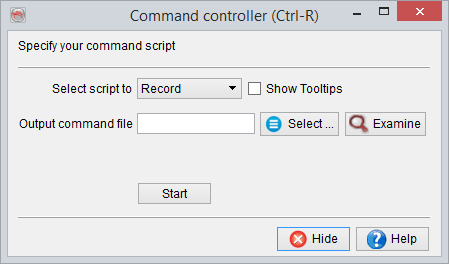 Command controller (Ctrl-R)
Specify your command script
Select script to Record Show Tooltips
Output command file Select ... Examine
Start
Hide Help